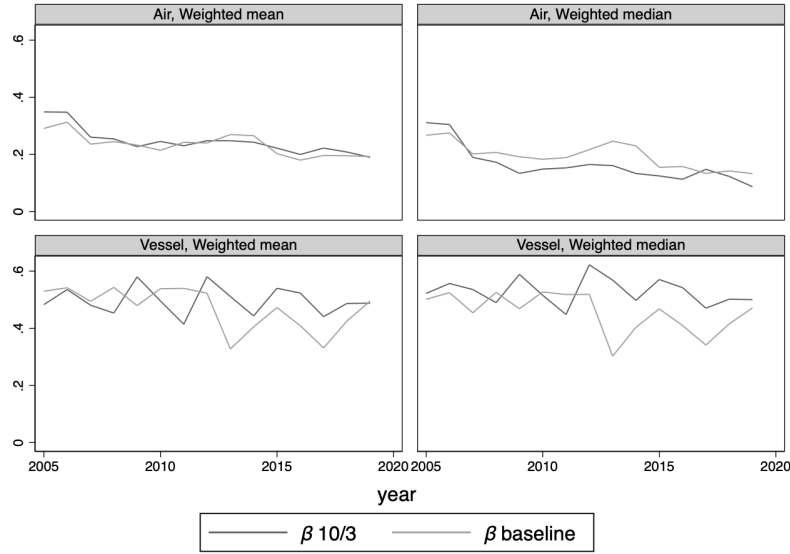 Air, Weighted mean
Air, Weighted median
.6
.4
.2
0
Vessel, Weighted mean
Vessel, Weighted median
.6
.4
.2
0
2005 2010 2015 2020 2005 2010 2015 2020
year
β 10/3 β baseline